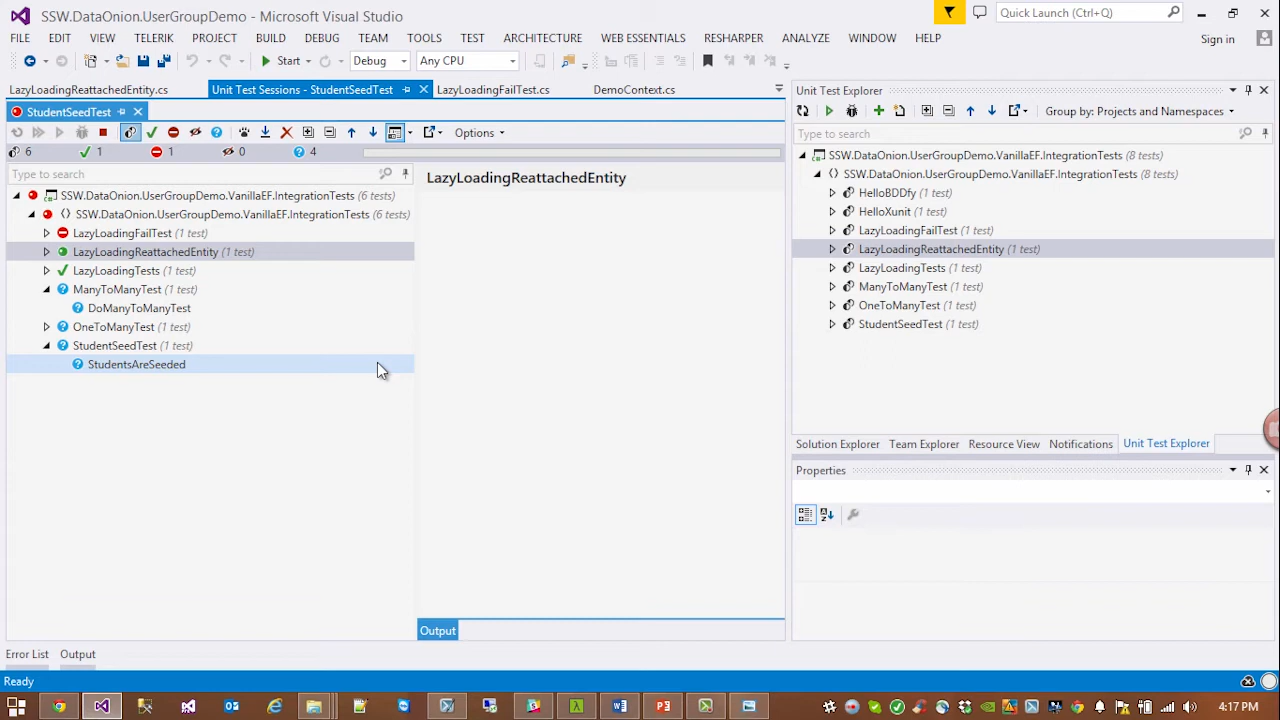 SSW.DataOnion.UserGroupDemo - Microsoft Visual Studio
Quick Launch (Ctrl+Q)
FILE EDIT VIEW TELERIK PROJECT BUILD DEBUG TEAM TOOLS TEST ARCHITECTURE WEB ESSENTIALS RESHARPER ANALYZE WINDOW HELP
Sign in
Start Debug Any CPU
LazyLoadingReattachedEntity.cs
Unit Test Sessions - StudentSeedTest
LazyLoadingFailTest.cs
DemoContext.cs
StudentSeedTest
Options
6 1 1 0 4
Type to search
SSW.DataOnion.UserGroupDemo.VanillaEF.IntegrationTests (6 tests)
SSW.DataOnion.UserGroupDemo.VanillaEF.IntegrationTests (6 tests)
LazyLoadingFailTest (1 test)
LazyLoadingReattachedEntity (1 test)
LazyLoadingTests (1 test)
ManyToManyTest (1 test)
DoManyToManyTest
OneToManyTest (1 test)
StudentSeedTest (1 test)
StudentsAreSeeded
LazyLoadingReattachedEntity
Output
Unit Test Explorer
Group by: Projects and Namespaces
Type to search
SSW.DataOnion.UserGroupDemo.VanillaEF.IntegrationTests (8 tests)
SSW.DataOnion.UserGroupDemo.VanillaEF.IntegrationTests (8 tests)
HelloBDDfy (1 test)
HelloXunit (1 test)
LazyLoadingFailTest (1 test)
LazyLoadingReattachedEntity (1 test)
LazyLoadingTests (1 test)
ManyToManyTest (1 test)
OneToManyTest (1 test)
StudentSeedTest (1 test)
Solution Explorer Team Explorer Resource View Notifications Unit Test Explorer
Properties
Error List Output
Ready
4:17 PM